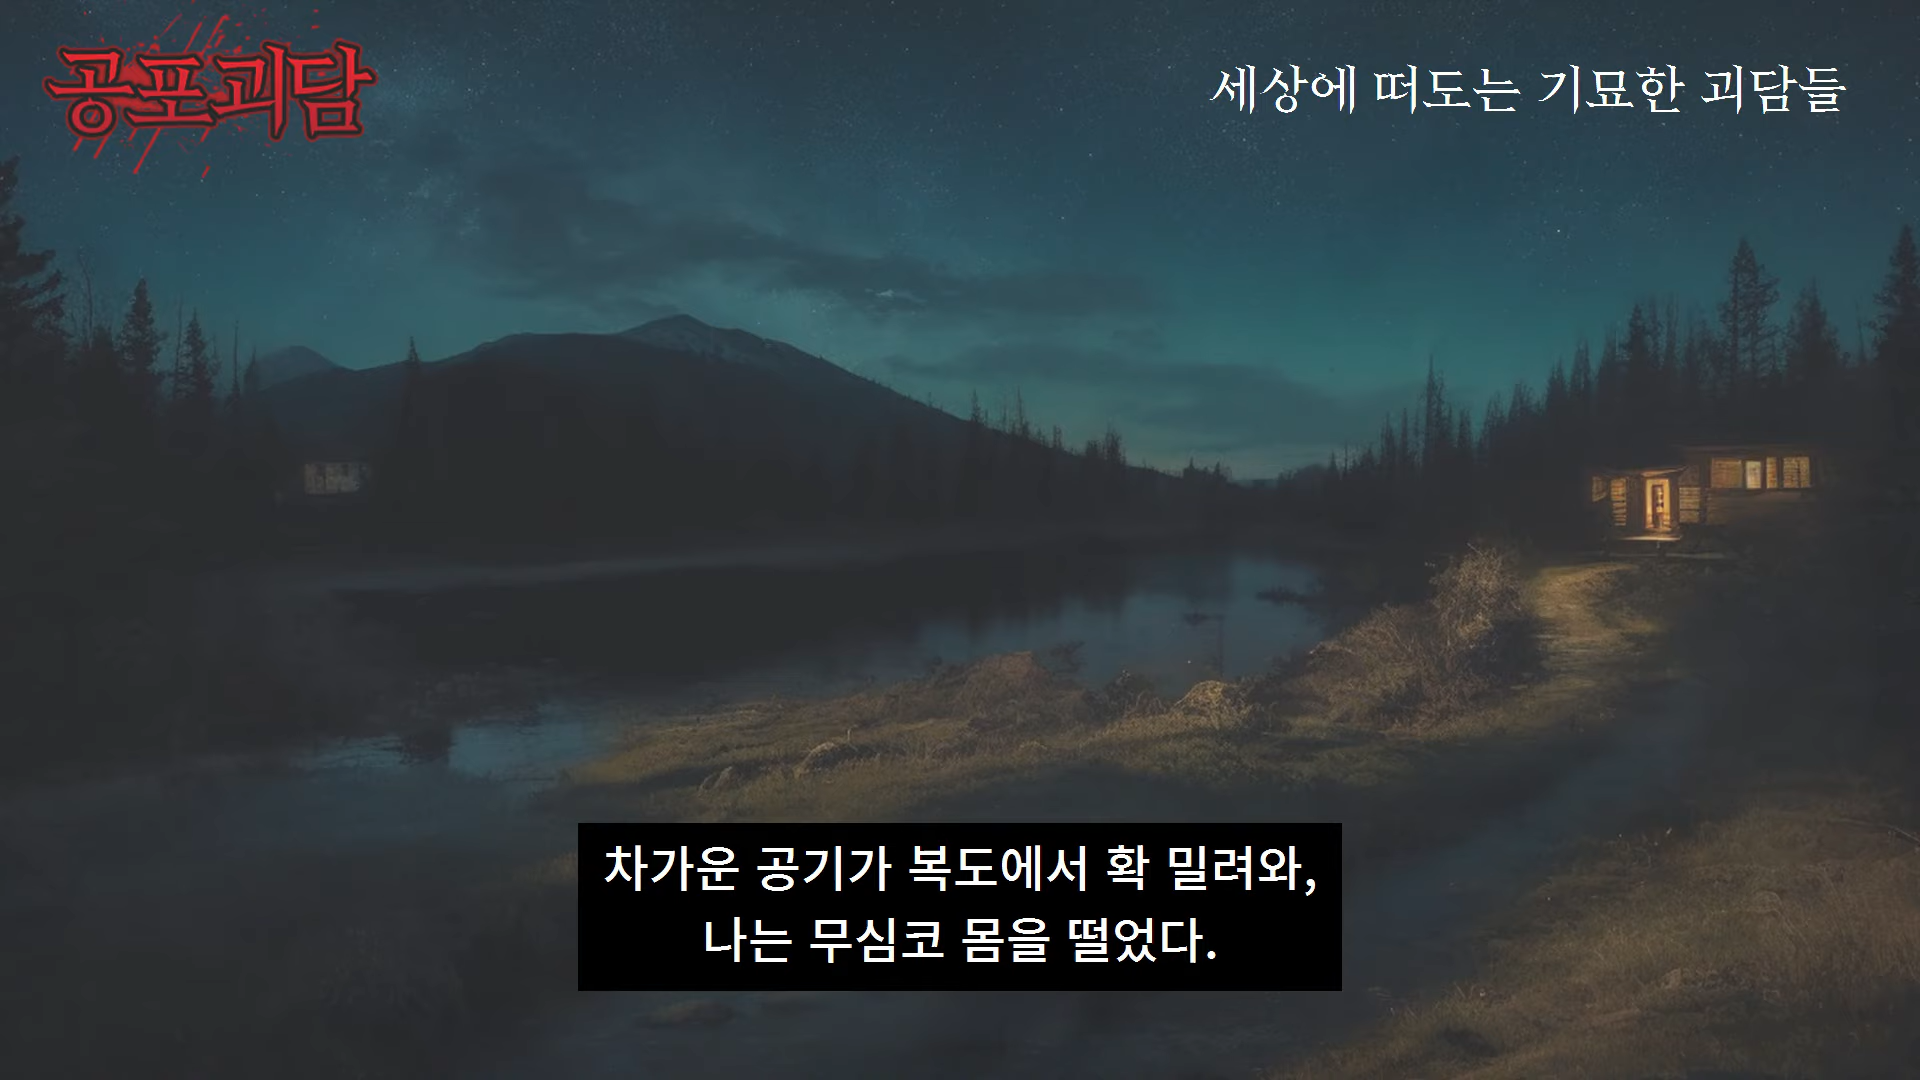 공포괴담
세상에 떠도는 기묘한 괴담들
차가운 공기가 복도에서 확 밀려와,
나는 무심코 몸을 떨었다.